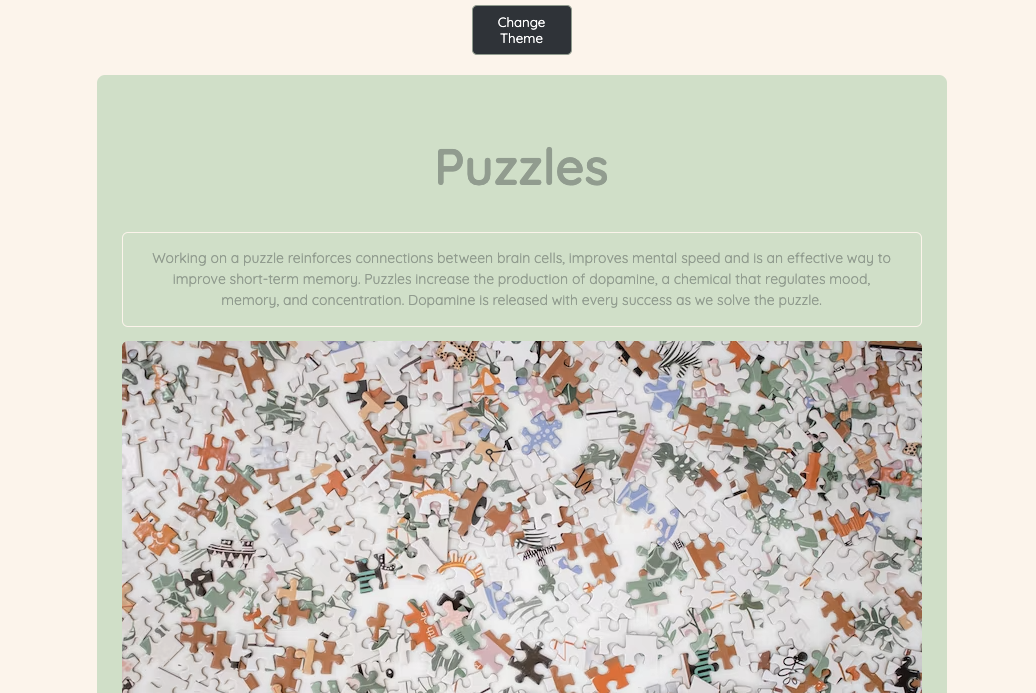 Change
Theme
Puzzles
Working on a puzzle reinforces connections between brain cells, improves mental speed and is an effective way to
improve short-term memory. Puzzles increase the production of dopamine, a chemical that regulates mood,
memory, and concentration. Dopamine is released with every success as we solve the puzzle.